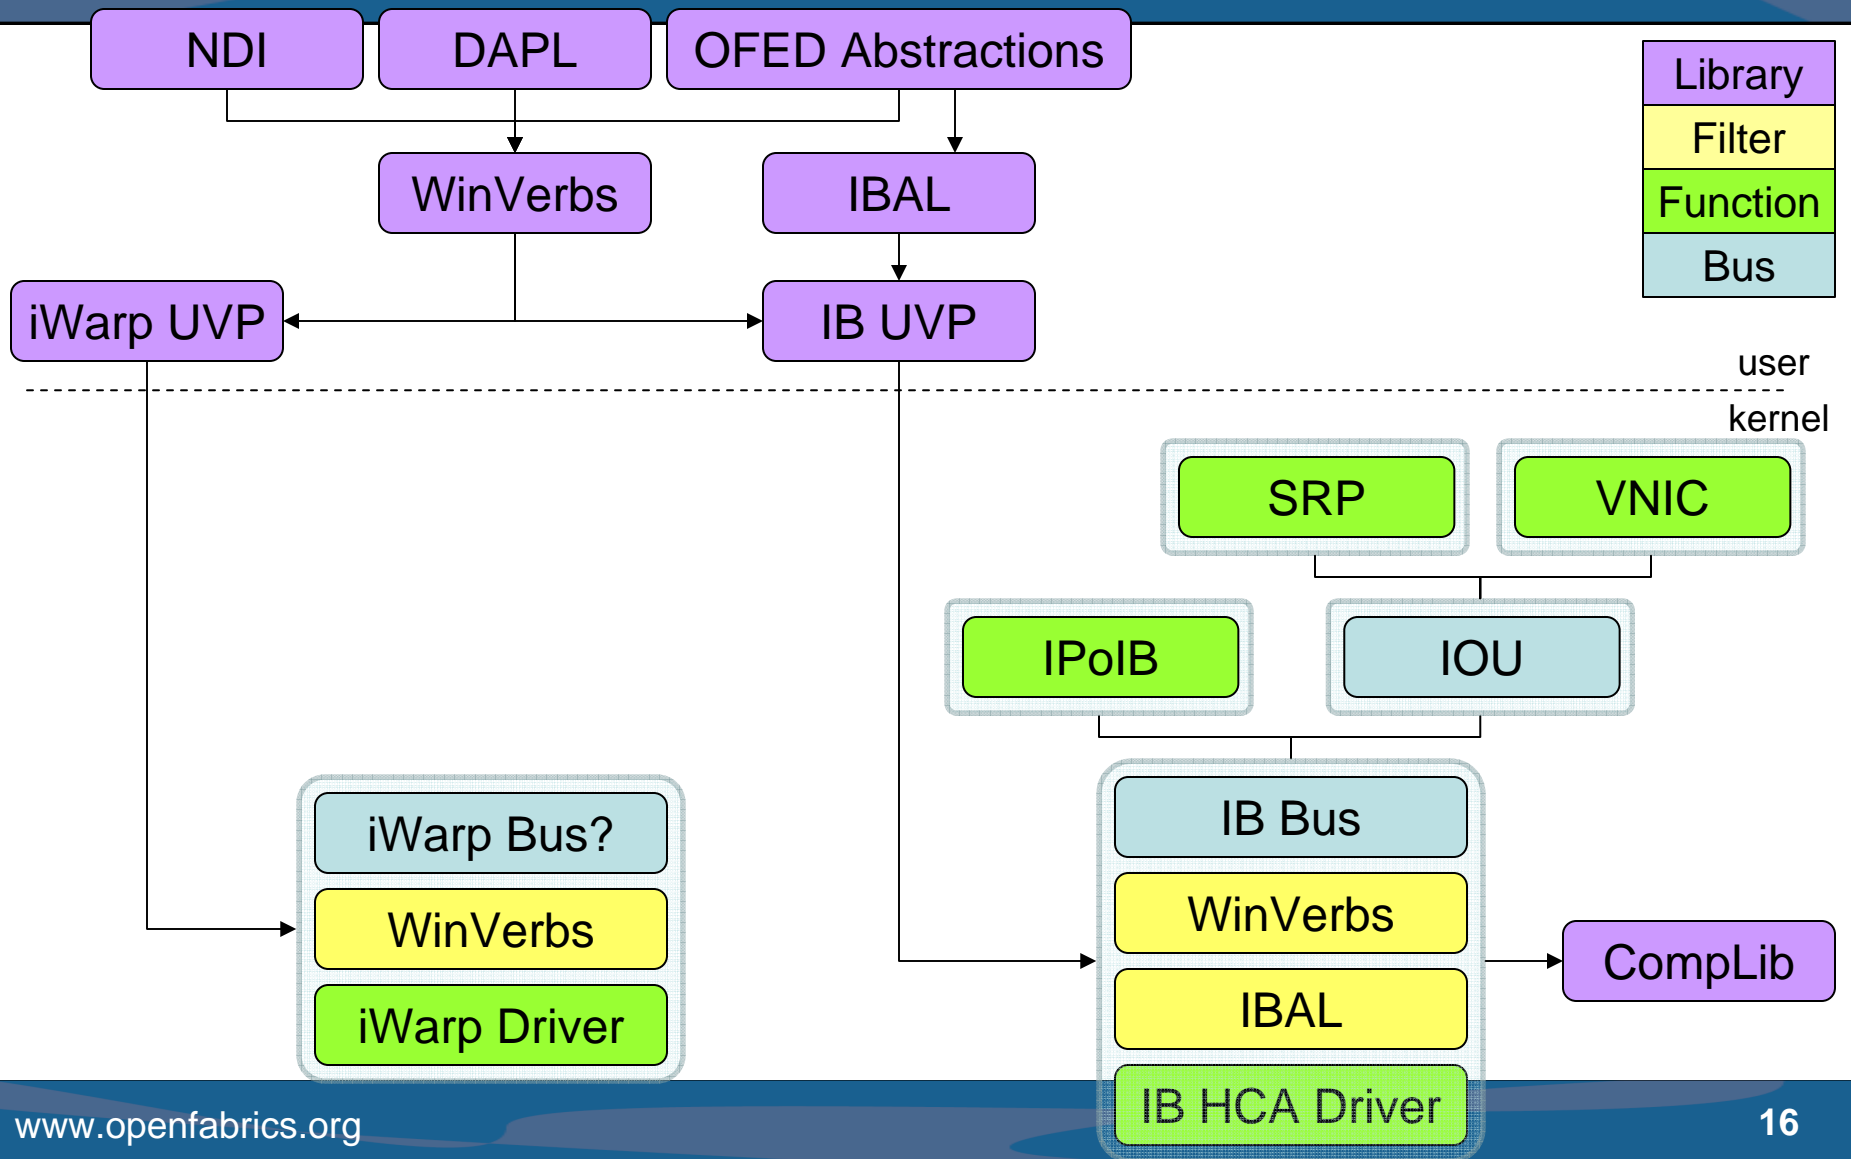 NDI
DAPL
OFED Abstractions
Library
Filter
Function
Bus
WinVerbs
IBAL
iWarp UVP
IB UVP
user
kernel
SRP
VNIC
IPoIB
IOU
iWarp Bus?
WinVerbs
iWarp Driver
IB Bus
WinVerbs
IBAL
IB HCA Driver
CompLib
www.openfabrics.org
16